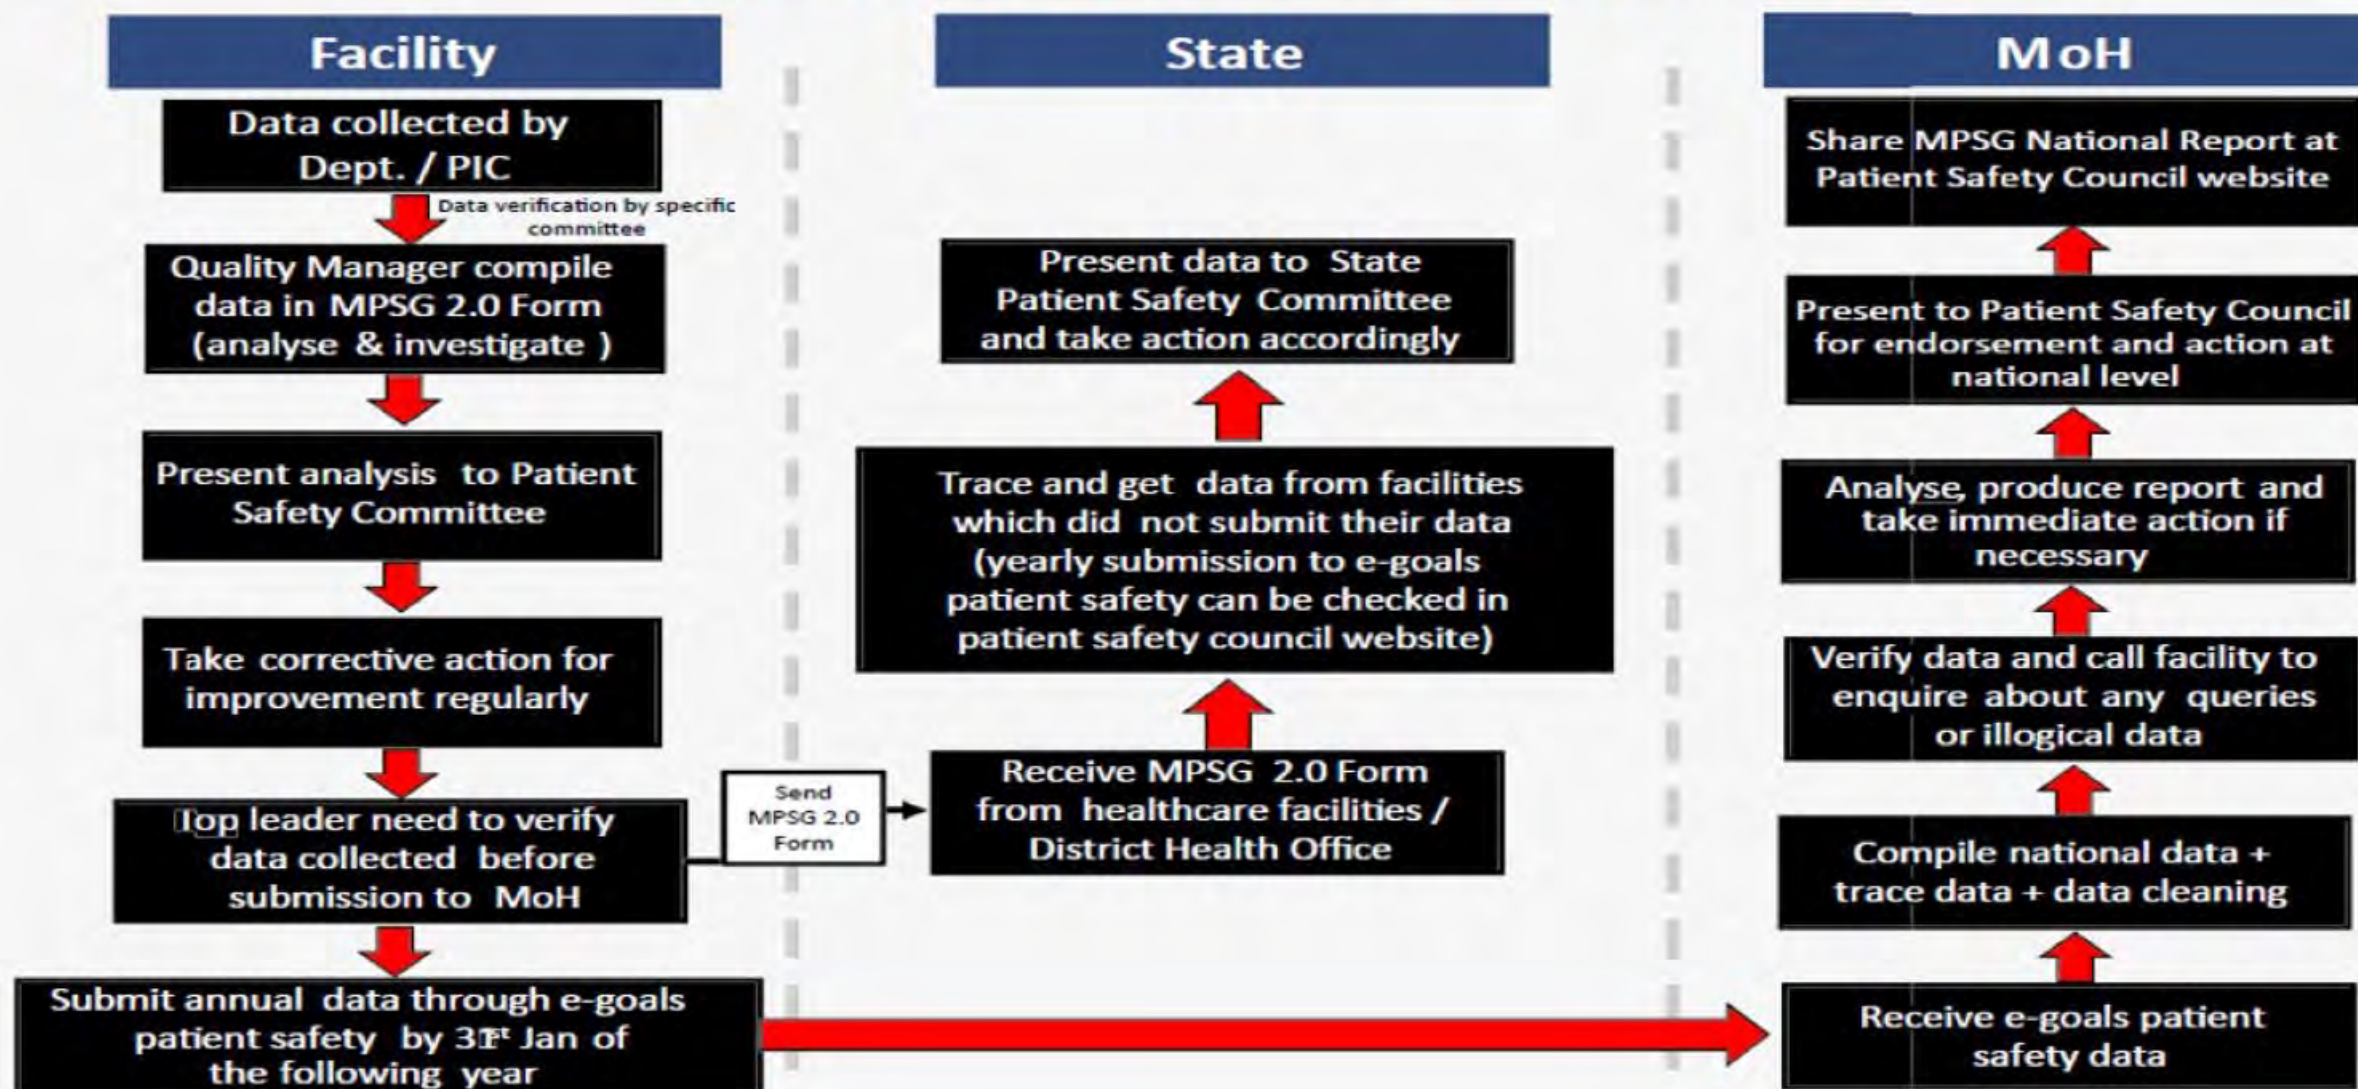 Facility
Data collected by
Dept. / PIC
Data verification by specific
committee
Quality Manager compile
data in MPSG 2.0 Form
(analyse & investigate )
Present analysis to Patient
Safety Committee
Take corrective action for
improvement regularly
Top leader need to verify
data collected before
submission to MoH
Submit annual data through e-goals
patient safety by 31st Jan of
the following year
Send
MPSG 2.0
Form
State
Present data to State
Patient Safety Committee
and take action accordingly
Trace and get data from facilities
which did not submit their data
(yearly submission to e-goals
patient safety can be checked in
patient safety council website)
Receive MPSG 2.0 Form
from healthcare facilities /
District Health Office
MoH
Share MPSG National Report at
Patient Safety Council website
Present to Patient Safety Council
for endorsement and action at
national level
Analyse, produce report and
take immediate action if
necessary
Verify data and call facility to
enquire about any queries
or illogical data
Compile national data +
trace data + data cleaning
Receive e-goals patient
safety data